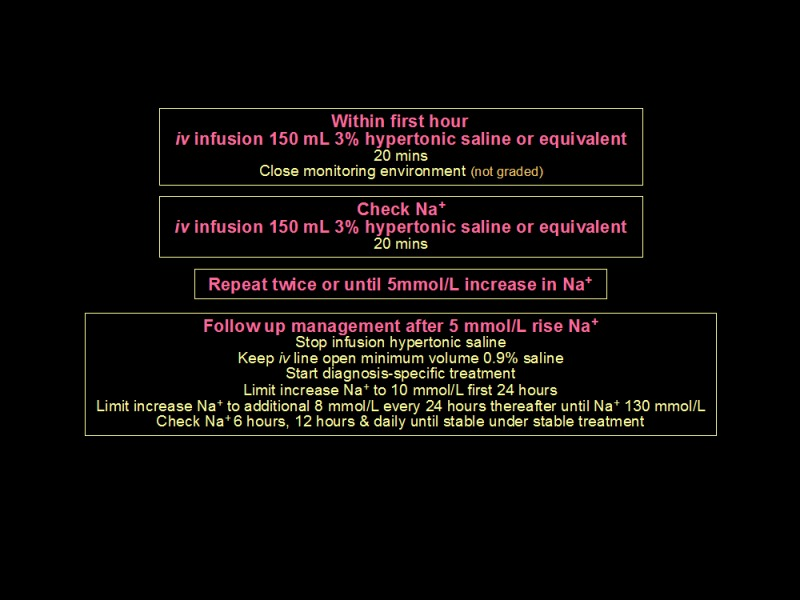 Within first hour
iv infusion 150 mL 3% hypertonic saline or equivalent
20 mins
Close monitoring environment (not graded)
Check Na+
iv infusion 150 mL 3% hypertonic saline or equivalent
20 mins
Repeat twice or until 5mmol/L increase in Na+
Follow up management after 5 mmol/L rise Na+
Stop infusion hypertonic saline
Keep iv line open minimum volume 0.9% saline
Start diagnosis-specific treatment
Limit increase Na+ to 10 mmol/L first 24 hours
Limit increase Na+ to additional 8 mmol/L every 24 hours thereafter until Na+ 130 mmol/L
Check Na+ 6 hours, 12 hours & daily until stable under stable treatment